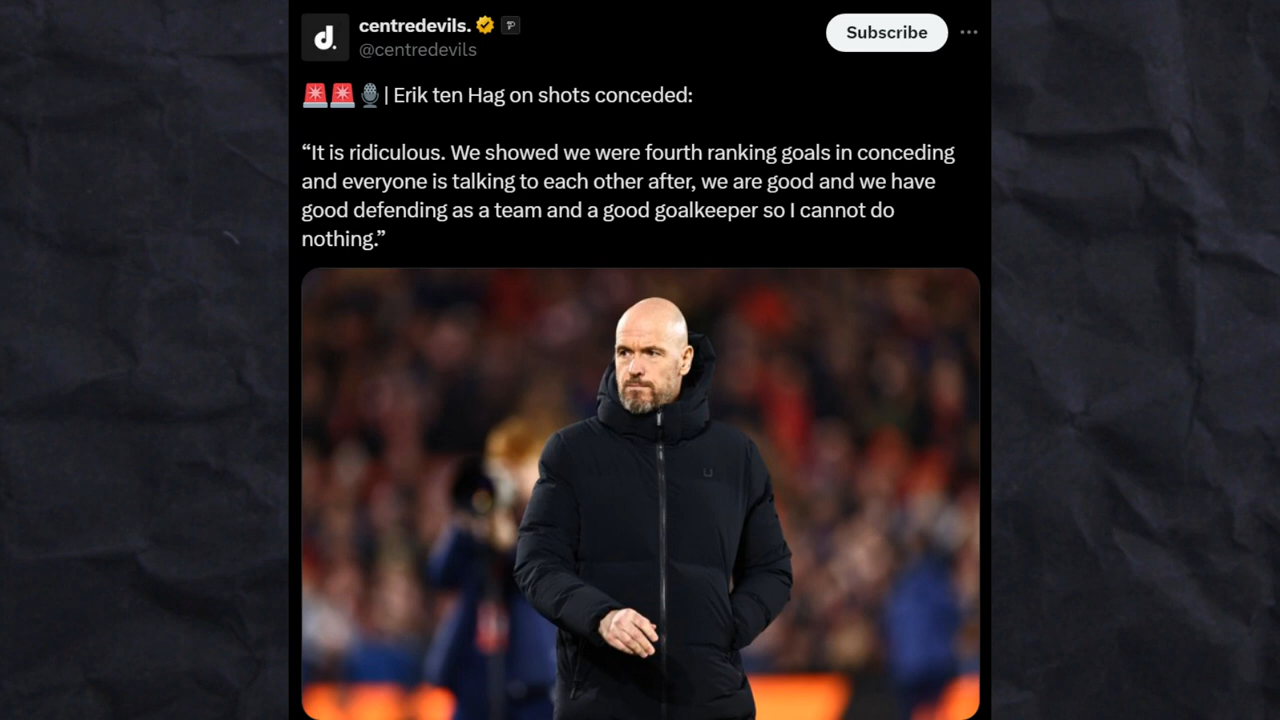 d.
centredevils.
@centredevils
Subscribe
🚨🚨🎙️| Erik ten Hag on shots conceded:
“It is ridiculous. We showed we were fourth ranking goals in conceding
and everyone is talking to each other after, we are good and we have
good defending as a team and a good goalkeeper so I cannot do
nothing.”